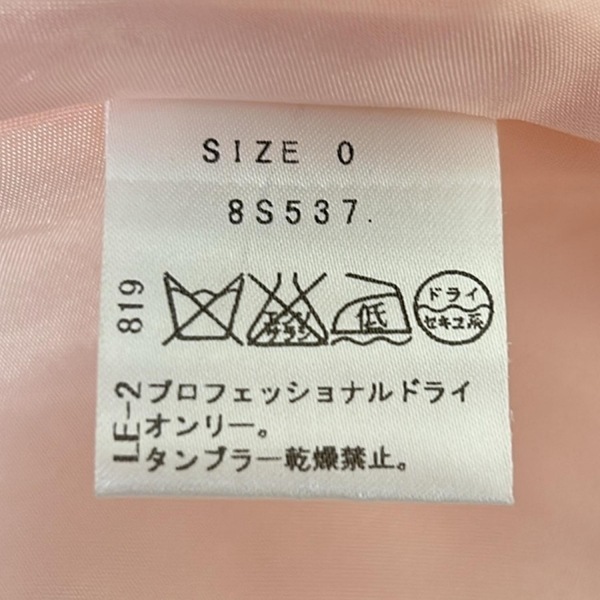 SIZE 0
8S537.
819
エンソ
サラシ
低
ドライ
セキユ系
LE-2
プロフェッショナルドライ
オンリー。
タンブラー乾燥禁止。